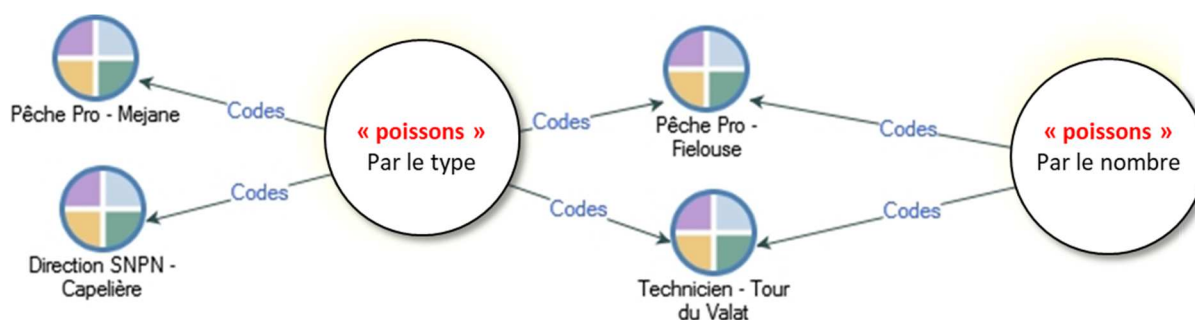 Pêche Pro - Mejane
Codes
« poissons »
Par le type
Codes
Pêche Pro -
Fielouse
Codes
« poissons »
Par le nombre
Codes
Direction SNPN -
Capelière
Codes
Technicien - Tour
du Valat
Codes